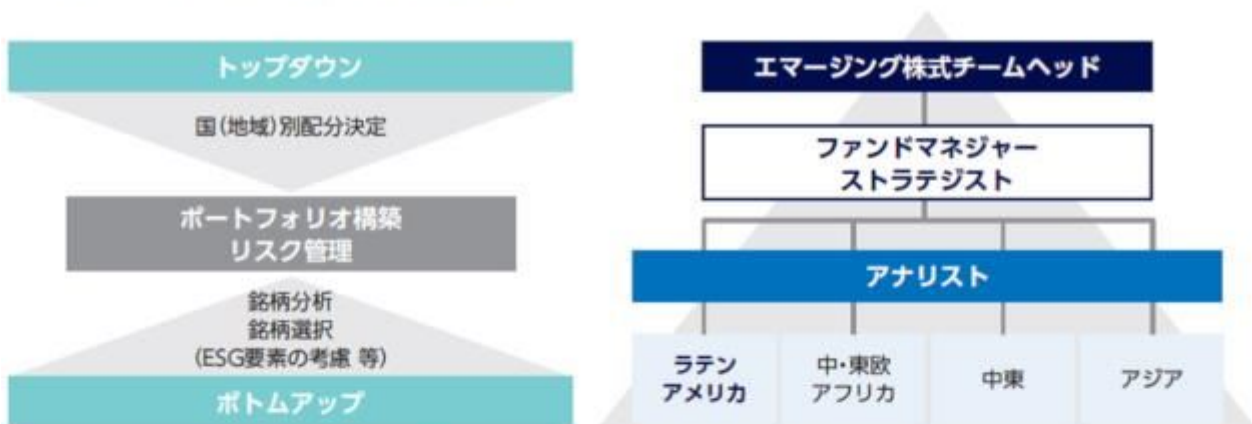 トップダウン
国(地域)別配分決定
ポートフォリオ構築
リスク管理
銘柄分析
銘柄選択
(ESG要素の考慮 等)
ボトムアップ
エマージング株式チームヘッド
ファンドマネジャー
ストラテジスト
アナリスト
ラテン
アメリカ
中・東欧
アフリカ
中東
アジア